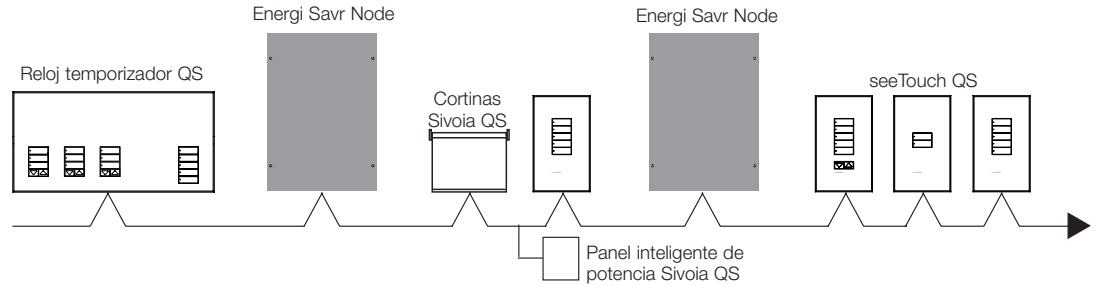 Energi Savr Node
Energi Savr Node
Reloj temporizador QS
Cortinas
Sivoia QS
seeTouch QS
Panel inteligente de
potencia Sivoia QS